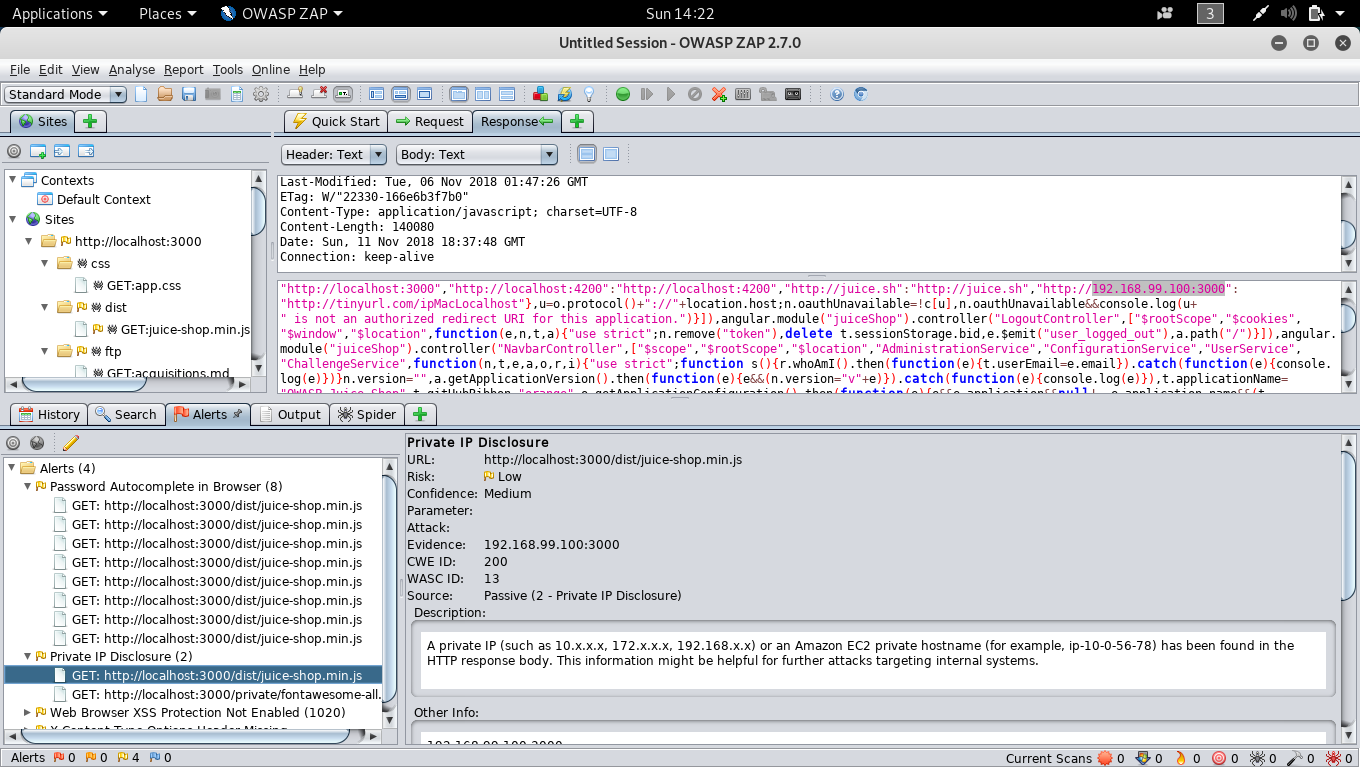 Applications Places OWASP ZAP Sun 14:22 3
Untitled Session - OWASP ZAP 2.7.0
File Edit View Analyse Report Tools Online Help
Standard Mode
Sites
Quick Start Request Response
Header: Text Body: Text
Contexts
Default Context
Sites
http://localhost:3000
css
GET:app.css
dist
GET:juice-shop.min.js
ftp
GET:acquisitions.md
Last-Modified: Tue, 06 Nov 2018 01:47:26 GMT
ETag: W/"22330-166e6b3f7b0"
Content-Type: application/javascript; charset=UTF-8
Content-Length: 140080
Date: Sun, 11 Nov 2018 18:37:48 GMT
Connection: keep-alive
"http://localhost:3000","http://localhost:4200":"http://localhost:4200","http://juice.sh":"http://juice.sh","http://192.168.99.100:3000":
"http://tinyurl.com/ipMacLocalhost"},u=o.protocol()+"://"+location.host;n.oauthUnavailable=!c[u],n.oauthUnavailable&&console.log(u+
" is not an authorized redirect URI for this application.")}]),angular.module("juiceShop").controller("LogoutController",["$rootScope","$cookies",
"$window","$location",function(e,n,t,a){"use strict";n.remove("token"),delete t.sessionStorage.bid,e.$emit("user_logged_out"),a.path("/")}]),angular.
module("juiceShop").controller("NavbarController",["$scope","$rootScope","$location","AdministrationService","ConfigurationService","UserService",
"ChallengeService",function(n,t,e,a,o,r,i){"use strict";function s(){r.whoAmI().then(function(e){t.userEmail=e.email}).catch(function(e){console.
log(e)})}n.version="",a.getApplicationVersion().then(function(e){e&&(n.version="v"+e)}).catch(function(e){console.log(e)}),t.applicationName=
History Search Alerts Output Spider
Alerts (4)
Password Autocomplete in Browser (8)
GET: http://localhost:3000/dist/juice-shop.min.js
GET: http://localhost:3000/dist/juice-shop.min.js
GET: http://localhost:3000/dist/juice-shop.min.js
GET: http://localhost:3000/dist/juice-shop.min.js
GET: http://localhost:3000/dist/juice-shop.min.js
GET: http://localhost:3000/dist/juice-shop.min.js
GET: http://localhost:3000/dist/juice-shop.min.js
GET: http://localhost:3000/dist/juice-shop.min.js
Private IP Disclosure (2)
GET: http://localhost:3000/dist/juice-shop.min.js
GET: http://localhost:3000/private/fontawesome-all.
Web Browser XSS Protection Not Enabled (1020)
Private IP Disclosure
URL: http://localhost:3000/dist/juice-shop.min.js
Risk: Low
Confidence: Medium
Parameter:
Attack:
Evidence: 192.168.99.100:3000
CWE ID: 200
WASC ID: 13
Source: Passive (2 - Private IP Disclosure)
Description:
A private IP (such as 10.x.x.x, 172.x.x.x, 192.168.x.x) or an Amazon EC2 private hostname (for example, ip-10-0-56-78) has been found in the
HTTP response body. This information might be helpful for further attacks targeting internal systems.
Other Info:
Alerts 0 0 4 0 Current Scans 0 0 0 0 0 0 0